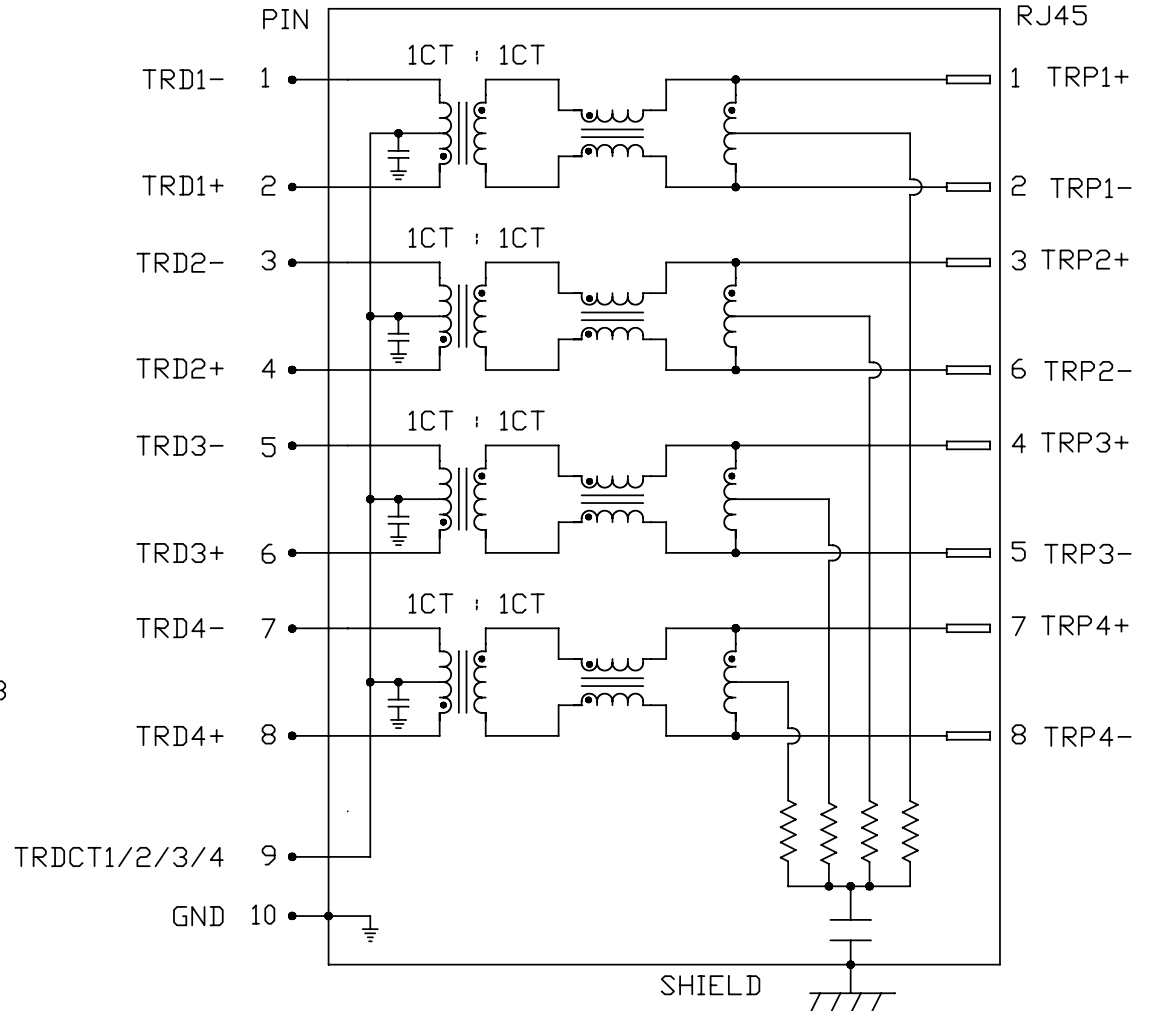 PIN RJ45
1CT : 1CT
TRD1- 1 1 TRP1+
TRD1+ 2 2 TRP1-
1CT : 1CT
TRD2- 3 3 TRP2+
TRD2+ 4 6 TRP2-
1CT : 1CT
TRD3- 5 4 TRP3+
TRD3+ 6 5 TRP3-
1CT : 1CT
TRD4- 7 7 TRP4+
TRD4+ 8 8 TRP4-
TRDCT1/2/3/4 9
GND 10
SHIELD